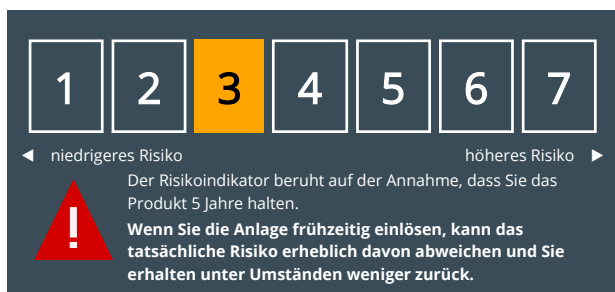 1 2 3 4 5 6 7
◄ niedrigeres Risiko höheres Risiko ►
Der Risikoindikator beruht auf der Annahme, dass Sie das
Produkt 5 Jahre halten.
Wenn Sie die Anlage frühzeitig einlösen, kann das
tatsächliche Risiko erheblich davon abweichen und Sie
erhalten unter Umständen weniger zurück.